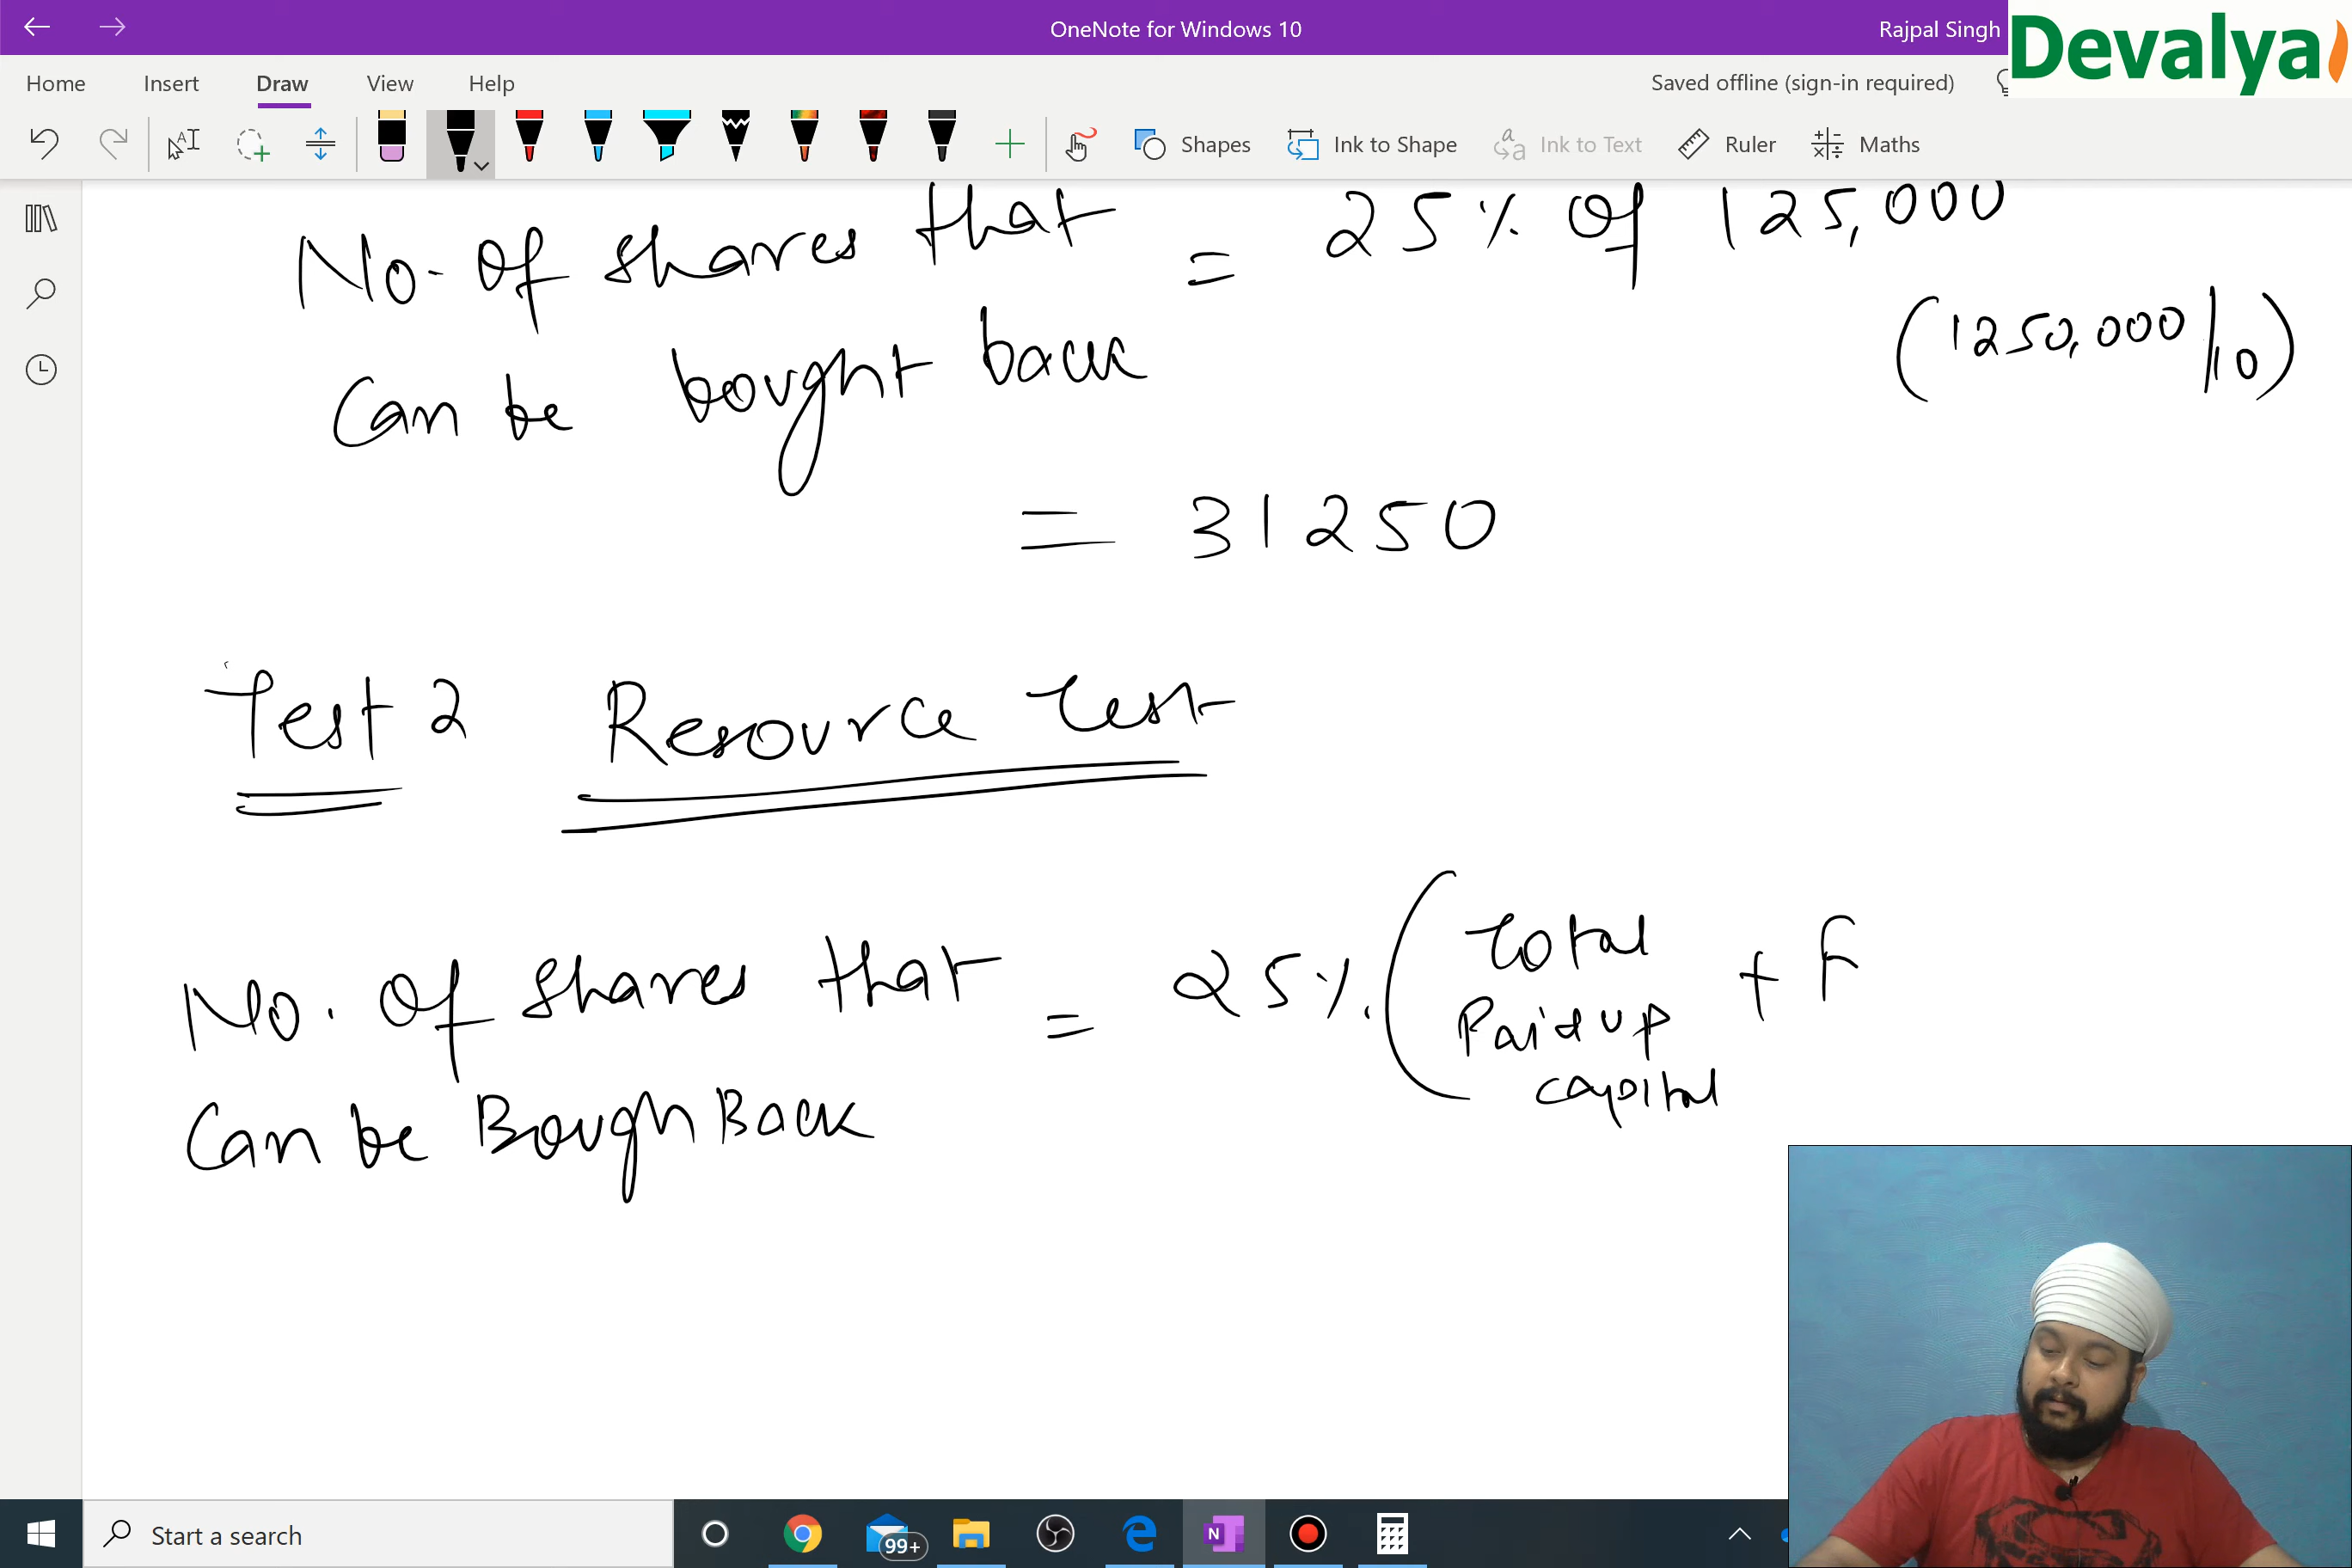 OneNote for Windows 10
Rajpal Singh
Devalya
Home Insert Draw View Help
Saved offline (sign-in required)
Shapes Ink to Shape Ink to Text Ruler Maths
No. of shares that = 25% of 125,000
(1250,000/10)
Can be bought back
= 31250
Test 2 Resource test
No. of shares that = 25% (total + F
Paid up
capital
Can be Bough Back
Start a search
99+